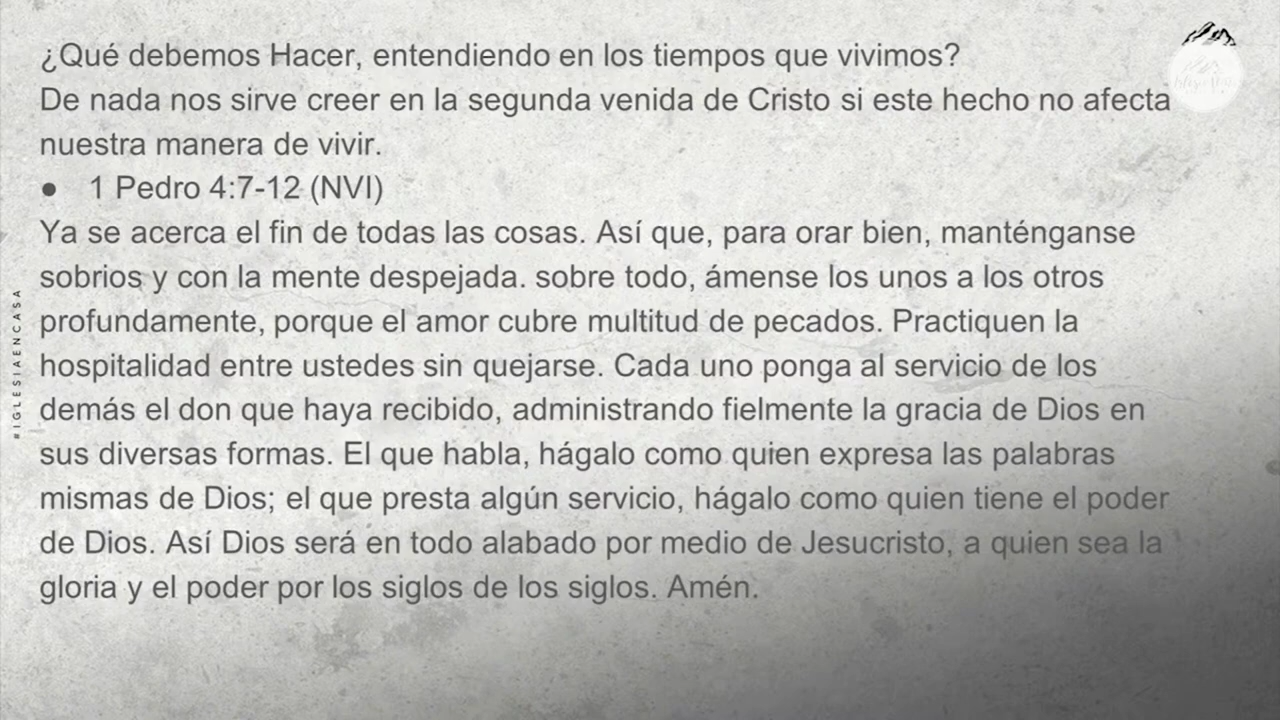 ¿Qué debemos Hacer, entendiendo en los tiempos que vivimos?
De nada nos sirve creer en la segunda venida de Cristo si este hecho no afecta
nuestra manera de vivir.
● 1 Pedro 4:7-12 (NVI)
Ya se acerca el fin de todas las cosas. Así que, para orar bien, manténganse
sobrios y con la mente despejada. sobre todo, ámense los unos a los otros
profundamente, porque el amor cubre multitud de pecados. Practiquen la
hospitalidad entre ustedes sin quejarse. Cada uno ponga al servicio de los
demás el don que haya recibido, administrando fielmente la gracia de Dios en
sus diversas formas. El que habla, hágalo como quien expresa las palabras
mismas de Dios; el que presta algún servicio, hágalo como quien tiene el poder
de Dios. Así Dios será en todo alabado por medio de Jesucristo, a quien sea la
gloria y el poder por los siglos de los siglos. Amén.
#IGLESIAENCASA